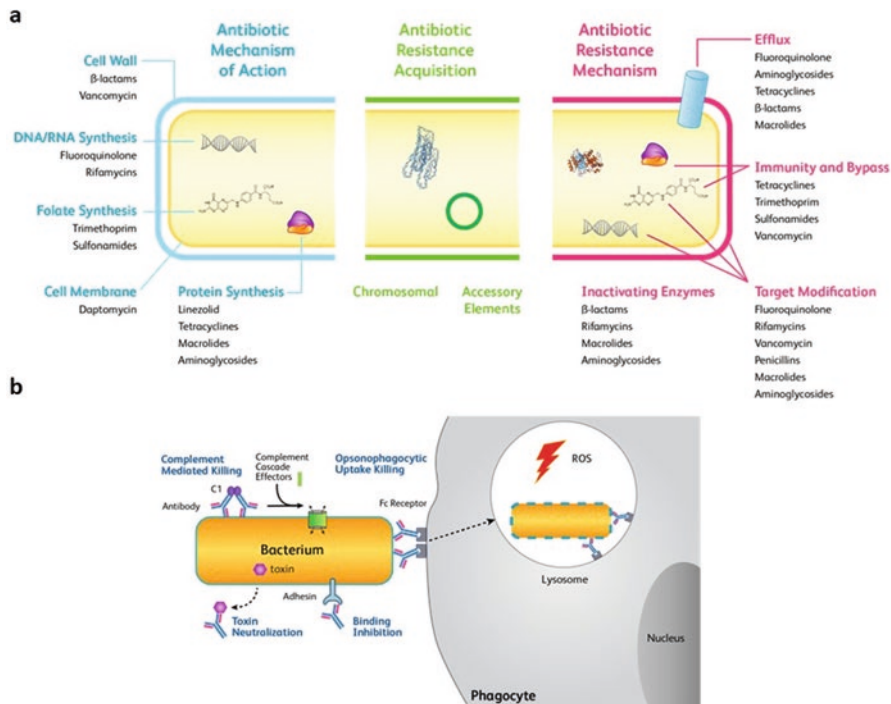 a
Antibiotic
Mechanism
of Action
Antibiotic
Resistance
Acquisition
Antibiotic
Resistance
Mechanism
Cell Wall
ß-lactams
Vancomycin
DNA/RNA Synthesis
Fluoroquinolone
Rifamycins
Folate Synthesis
Trimethoprim
Sulfonamides
Cell Membrane
Daptomycin
Protein Synthesis
Linezolid
Tetracyclines
Macrolides
Aminoglycosides
Chromosomal
Accessory
Elements
Efflux
Fluoroquinolone
Aminoglycosides
Tetracyclines
ß-lactams
Macrolides
Immunity and Bypass
Tetracyclines
Trimethoprim
Sulfonamides
Vancomycin
Inactivating Enzymes
ß-lactams
Rifamycins
Macrolides
Aminoglycosides
Target Modification
Fluoroquinolone
Rifamycins
Vancomycin
Penicillins
Macrolides
Aminoglycosides
b
Complement
Mediated Killing
Complement
Cascade
Effectors
Opsonophagocytic
Uptake Killing
C1
Antibody
Fc Receptor
Bacterium
toxin
Adhesin
Toxin
Neutralization
Binding
Inhibition
ROS
Lysosome
Nucleus
Phagocyte